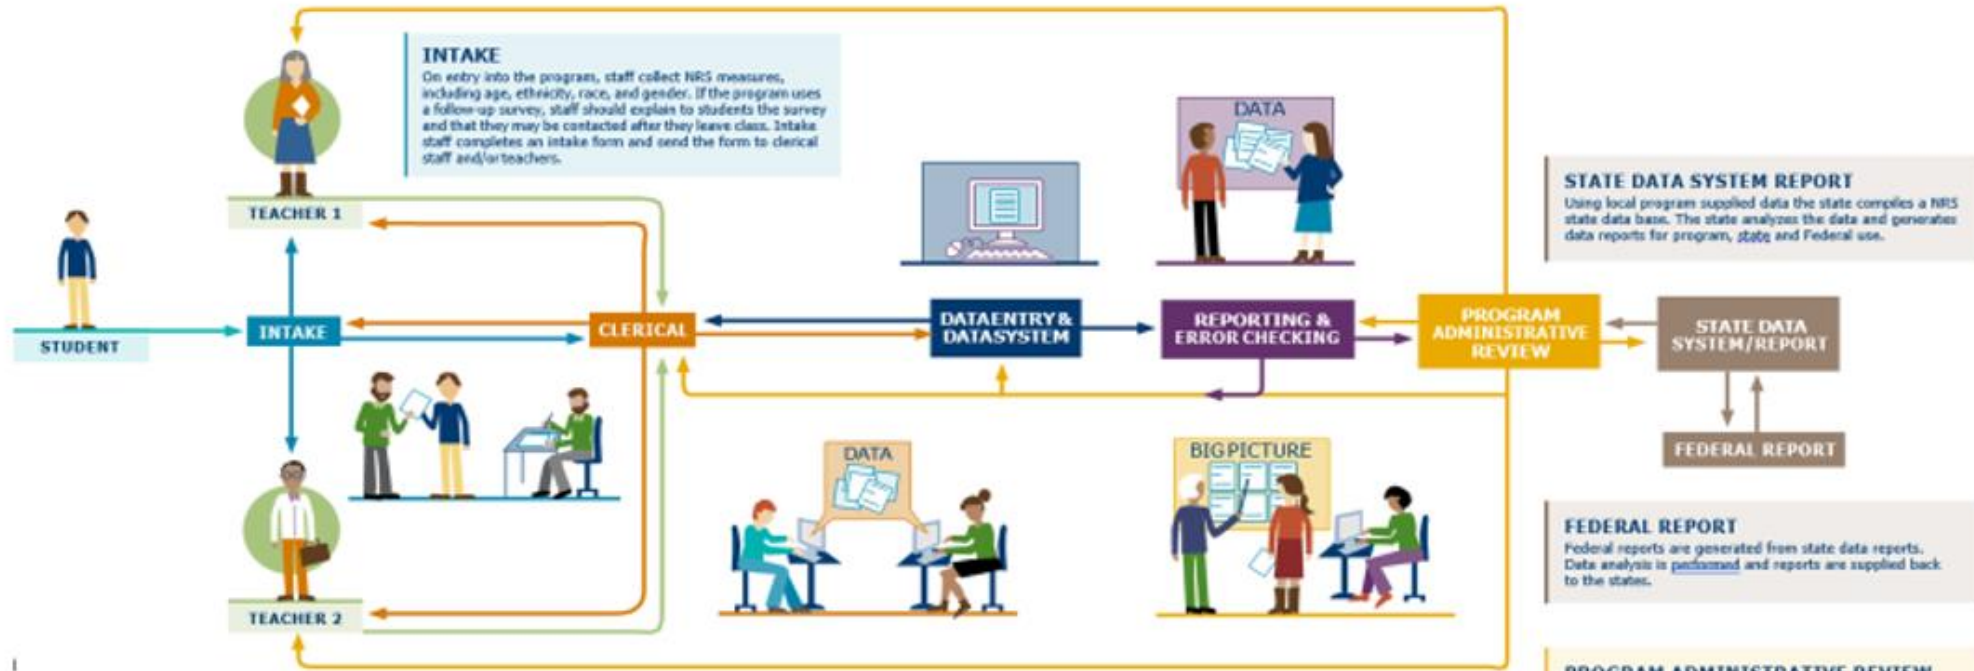 INTAKE
On entry into the program, staff collect NRS measures,
including age, ethnicity, race, and gender. If the program uses
a follow-up survey, staff should explain to students the survey
and that they may be contacted after they leave class. Intake
staff completes an intake form and send the form to clerical
staff and/orteachers.
DATA
STATE DATA SYSTEM REPORT
Using local program supplied data the state compiles a NRS
state data base. The state analyzes the data and generates
data reports for program, state and Federal use.
TEACHER 1
STUDENT
INTAKE
CLERICAL
DATAENTRY &
DATASYSTEM
REPORTING &
ERROR CHECKING
PROGRAM
ADMINISTRATIVE
REVIEW
STATE DATA
SYSTEM/REPORT
FEDERAL REPORT
DATA
BIGPICTURE
FEDERAL REPORT
Federal reports are generated from state data reports.
Data analysis is performed and reports are supplied back
to the states.
TEACHER 2
PROGRAM ADMINISTRATIVE REVIEW